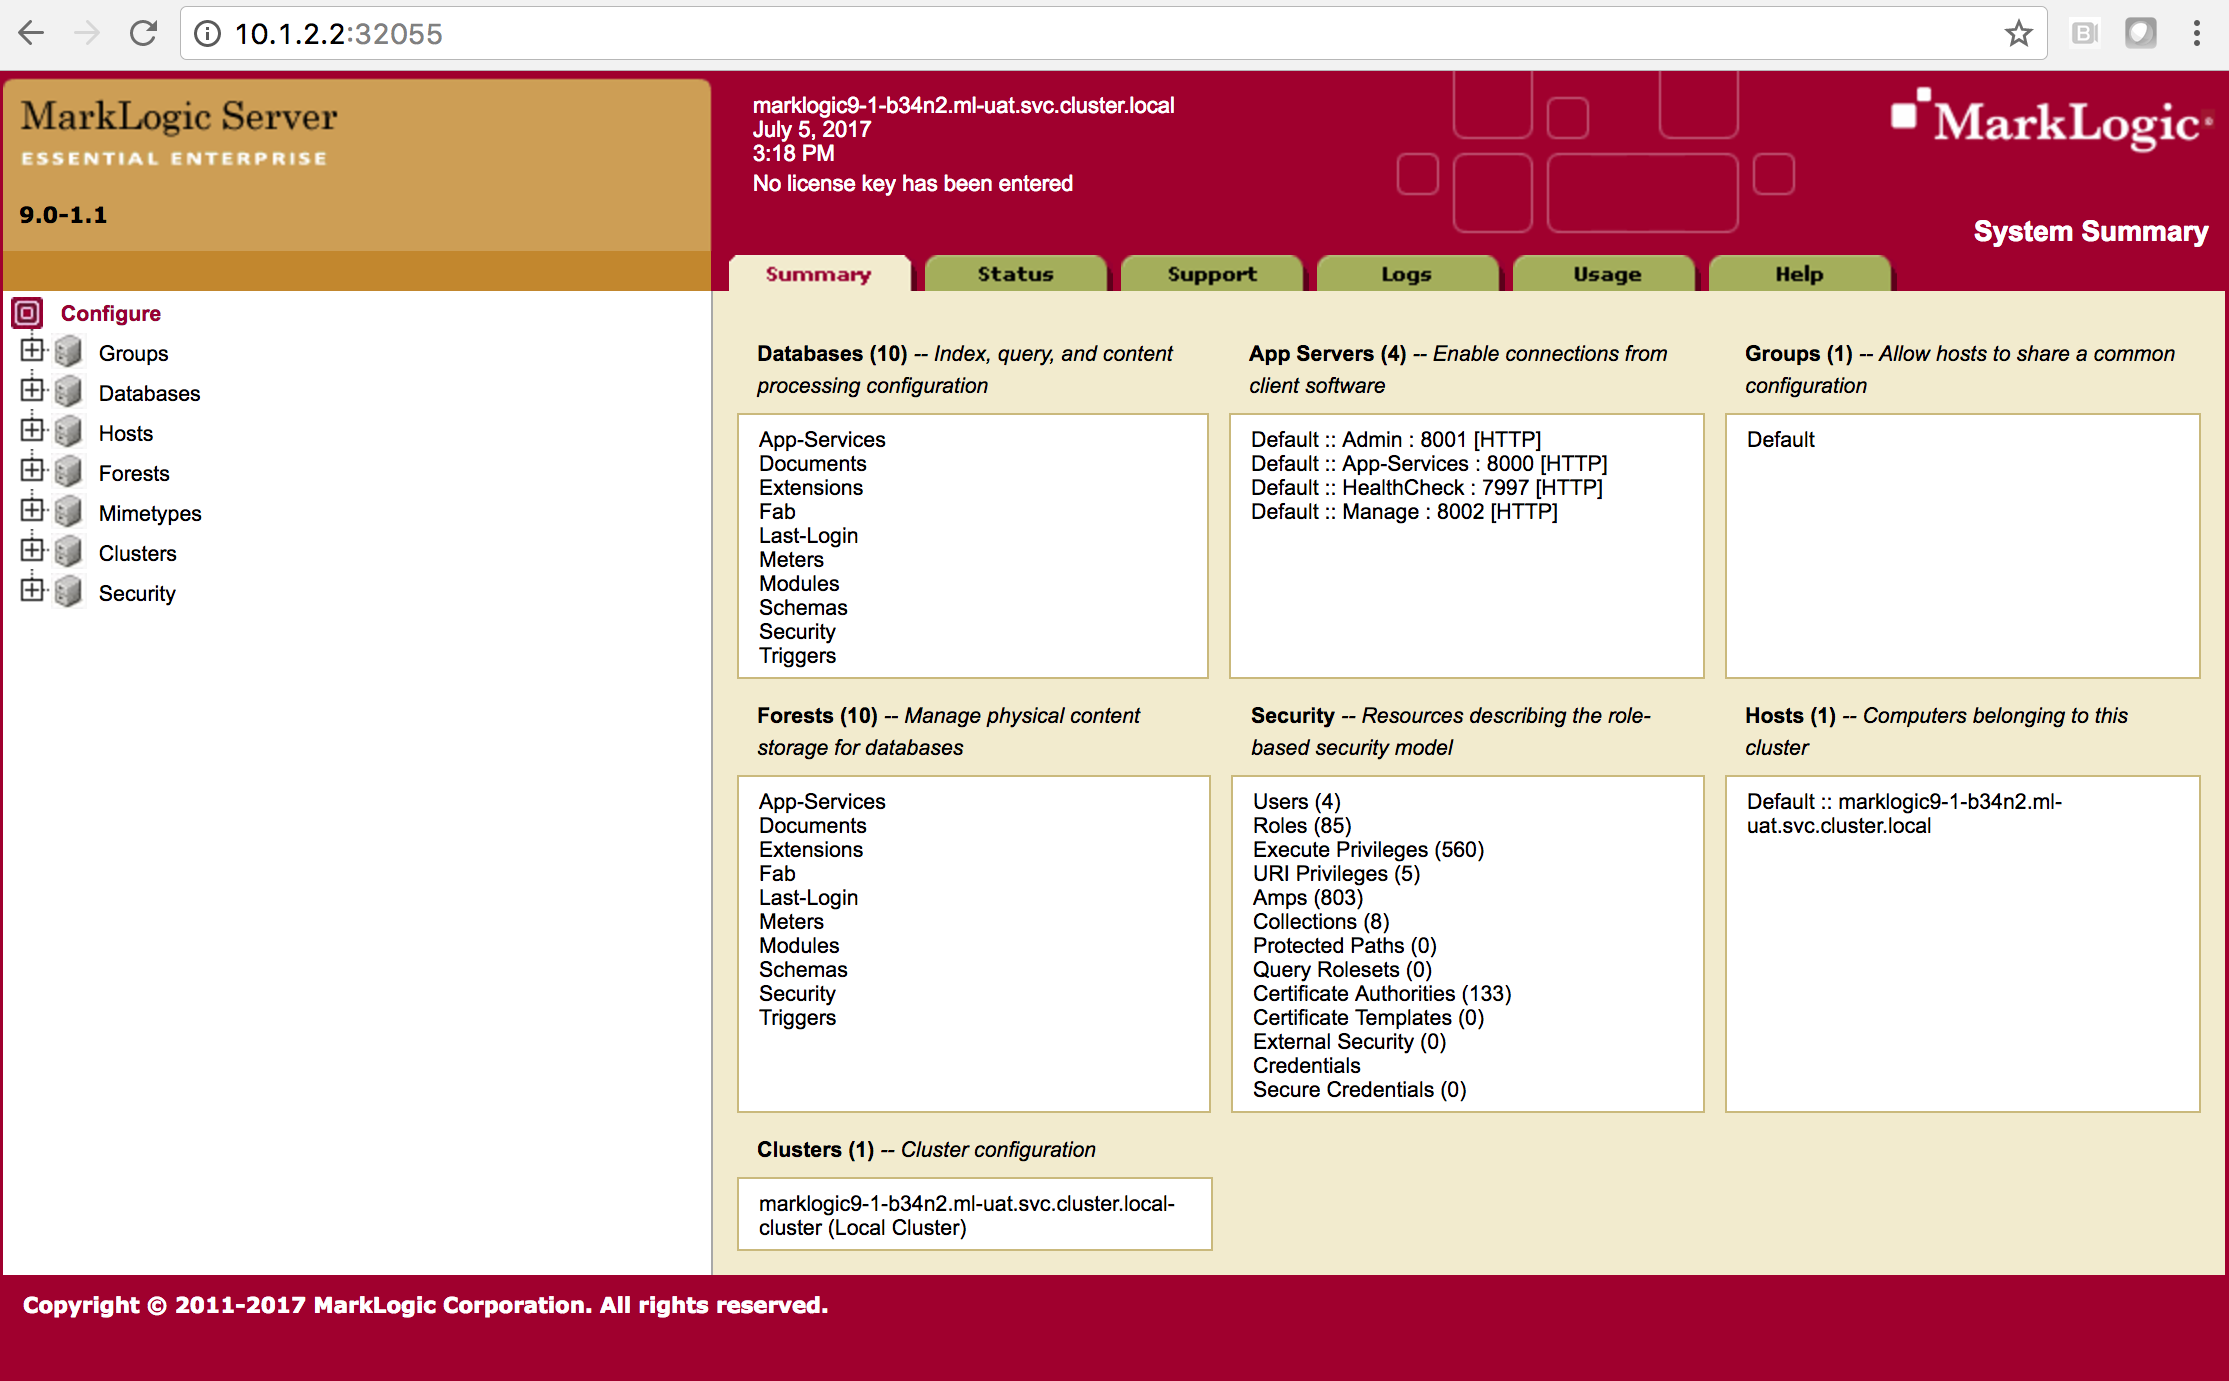 10.1.2.2:32055
MarkLogic Server
ESSENTIAL ENTERPRISE
9.0-1.1
marklogic9-1-b34n2.ml-uat.svc.cluster.local
July 5, 2017
3:18 PM
No license key has been entered
MarkLogic
System Summary
Summary
Status
Support
Logs
Usage
Help
Configure
Groups
Databases
Hosts
Forests
Mimetypes
Clusters
Security
Databases (10) -- Index, query, and content
processing configuration
App-Services
Documents
Extensions
Fab
Last-Login
Meters
Modules
Schemas
Security
Triggers
App Servers (4) -- Enable connections from
client software
Default :: Admin : 8001 [HTTP]
Default :: App-Services : 8000 [HTTP]
Default :: HealthCheck : 7997 [HTTP]
Default :: Manage : 8002 [HTTP]
Groups (1) -- Allow hosts to share a common
configuration
Default
Forests (10) -- Manage physical content
storage for databases
App-Services
Documents
Extensions
Fab
Last-Login
Meters
Modules
Schemas
Security
Triggers
Security -- Resources describing the role-
based security model
Users (4)
Roles (85)
Execute Privileges (560)
URI Privileges (5)
Amps (803)
Collections (8)
Protected Paths (0)
Query Rolesets (0)
Certificate Authorities (133)
Certificate Templates (0)
External Security (0)
Credentials
Secure Credentials (0)
Hosts (1) -- Computers belonging to this
cluster
Default :: marklogic9-1-b34n2.ml-
uat.svc.cluster.local
Clusters (1) -- Cluster configuration
marklogic9-1-b34n2.ml-uat.svc.cluster.local-
cluster (Local Cluster)
Copyright © 2011-2017 MarkLogic Corporation. All rights reserved.